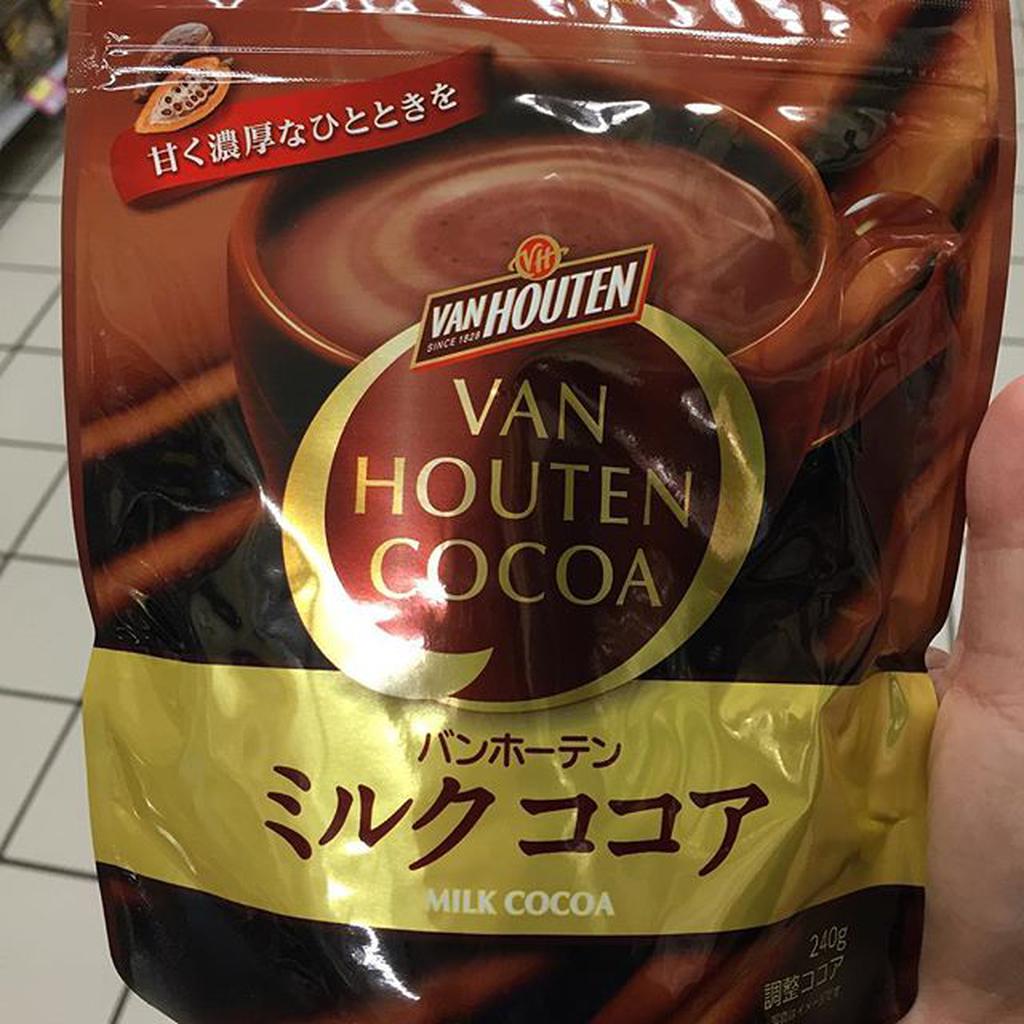 甘く濃厚なひとときを
VH
VAN HOUTEN
SINCE 1828
VAN
HOUTEN
COCOA
バンホーテン
ミルクココア
MILK COCOA
240g
調整ココア